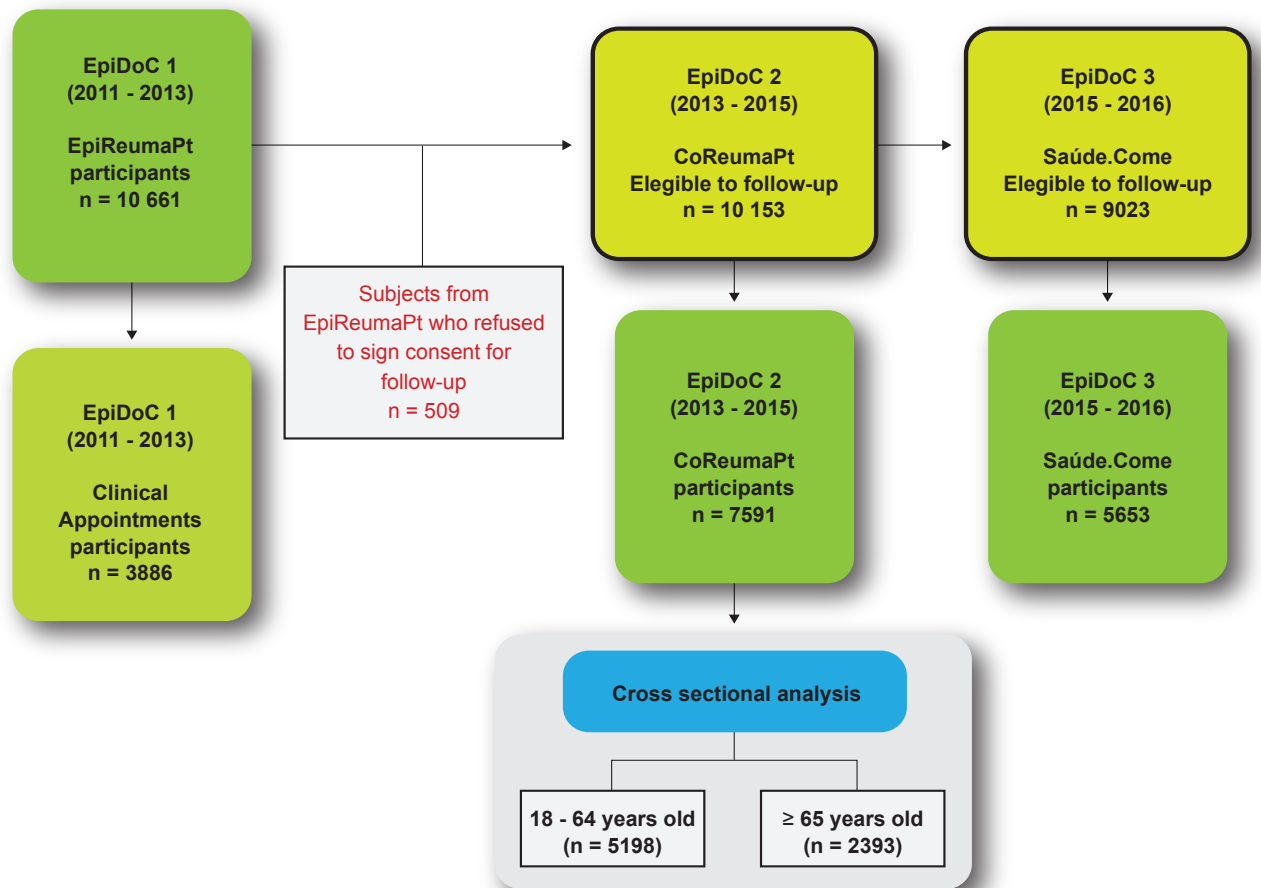 EpiDoC 1
(2011 - 2013)
EpiReumaPt
participants
n = 10 661
EpiDoC 2
(2013 - 2015)
CoReumaPt
Elegible to follow-up
n = 10 153
EpiDoC 3
(2015 - 2016)
Saúde.Come
Elegible to follow-up
n = 9023
Subjects from
EpiReumaPt who refused
to sign consent for
follow-up
n = 509
EpiDoC 1
(2011 - 2013)
Clinical
Appointments
participants
n = 3886
EpiDoC 2
(2013 - 2015)
CoReumaPt
participants
n = 7591
EpiDoC 3
(2015 - 2016)
Saúde.Come
participants
n = 5653
Cross sectional analysis
18 - 64 years old
(n = 5198)
≥ 65 years old
(n = 2393)